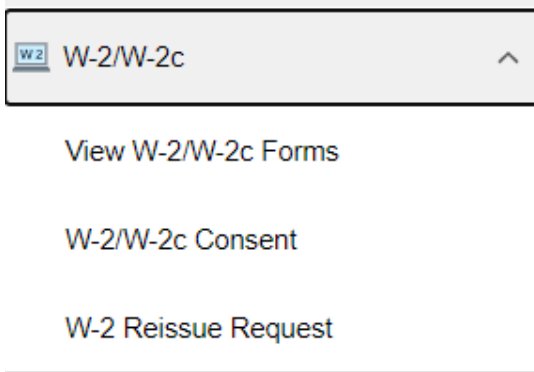 W2 W-2/W-2c
View W-2/W-2c Forms
W-2/W-2c Consent
W-2 Reissue Request